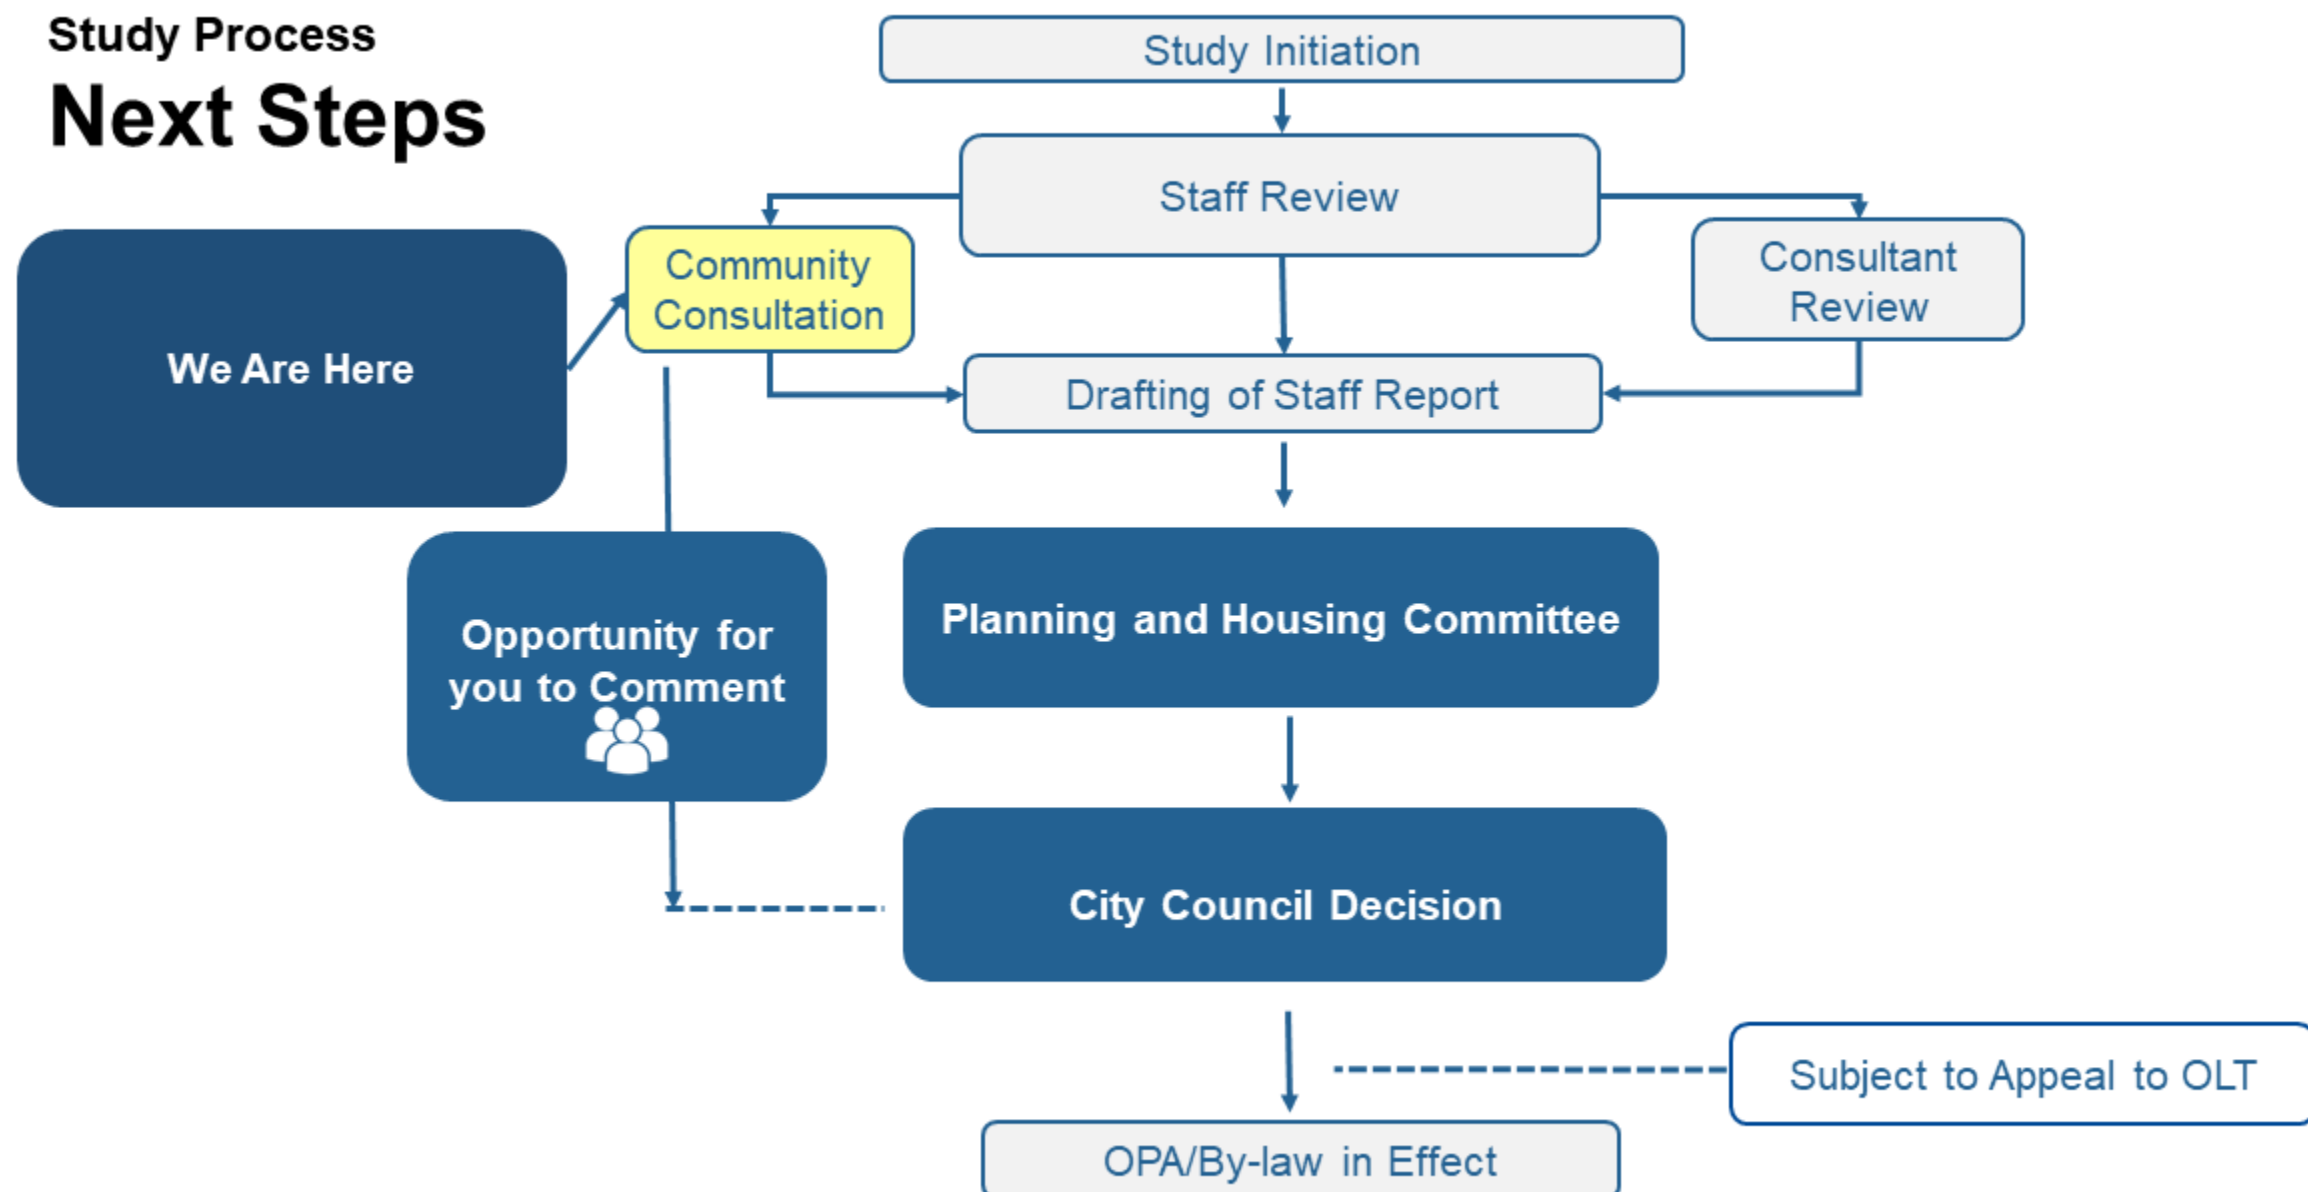 Study Process
Next Steps
Study Initiation
Staff Review
Community
Consultation
Consultant
Review
We Are Here
Drafting of Staff Report
Opportunity for
you to Comment
Planning and Housing Committee
City Council Decision
Subject to Appeal to OLT
OPA/By-law in Effect